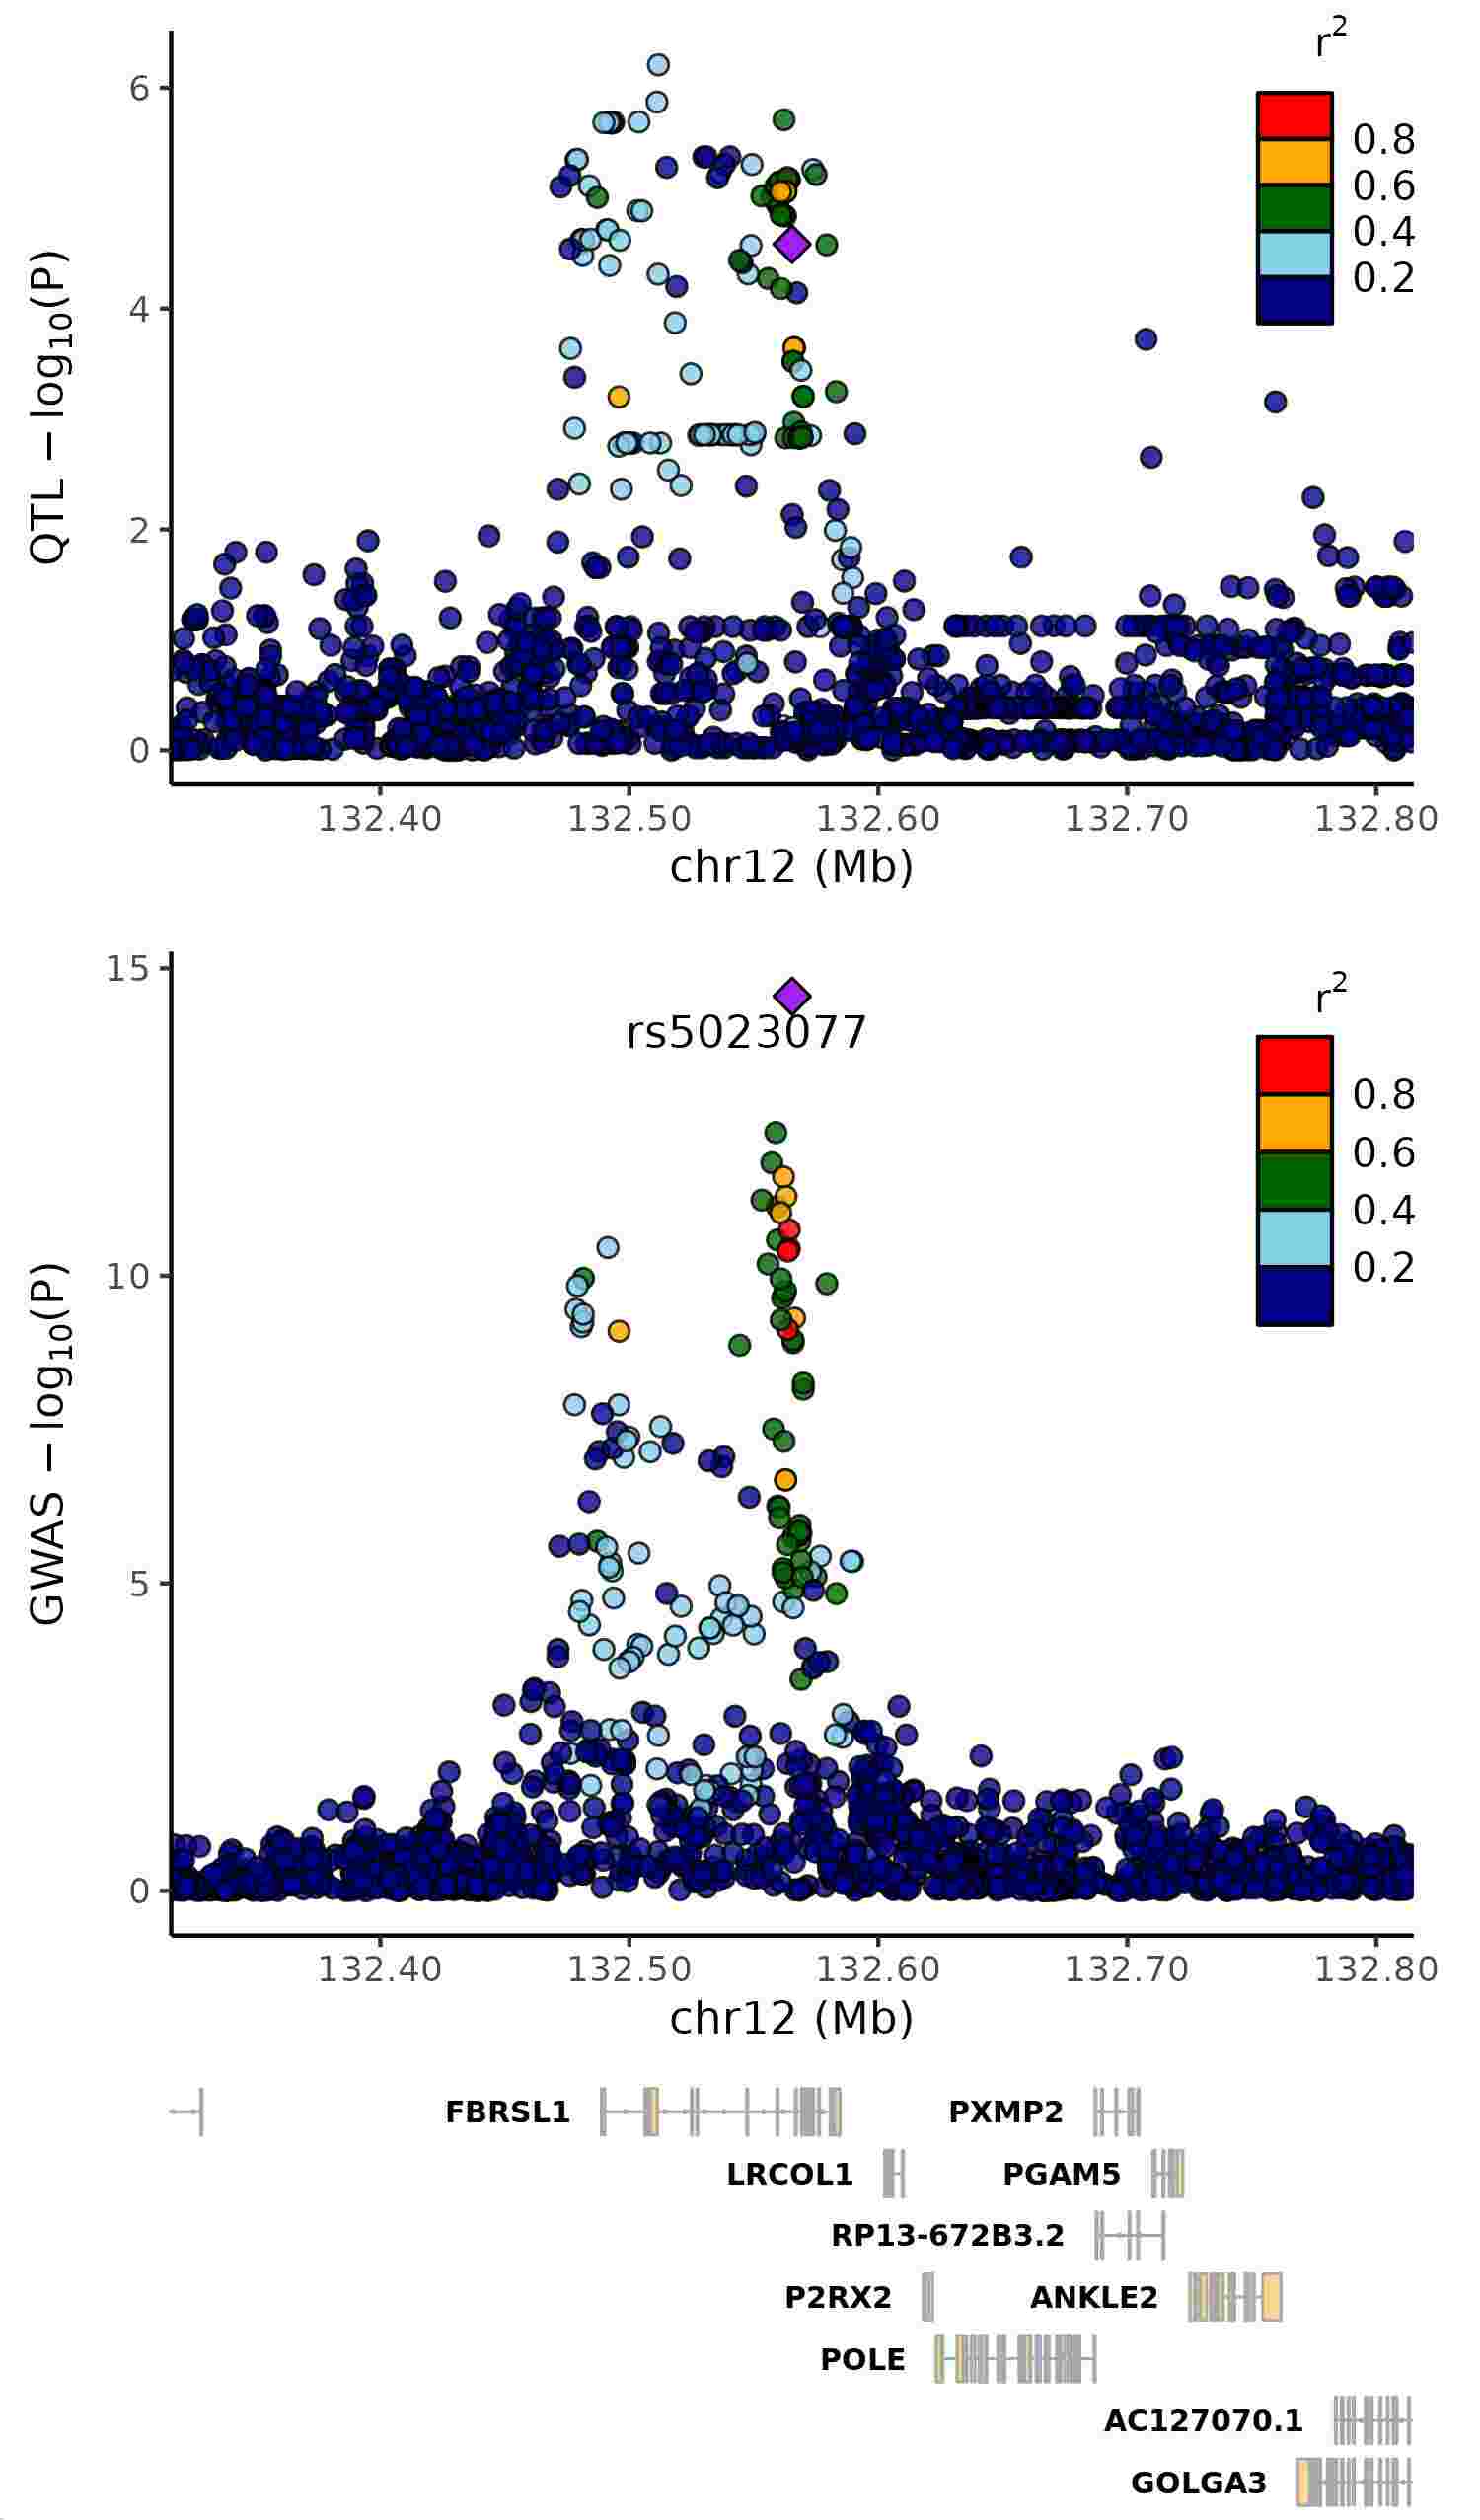 r2
6
0.8
0.6
0.4
0.2
4
2
0
QTL − log10(P)
132.40 132.50 132.60 132.70 132.80
chr12 (Mb)
15
rs5023077
r2
0.8
0.6
0.4
0.2
10
5
0
GWAS − log10(P)
132.40 132.50 132.60 132.70 132.80
chr12 (Mb)
FBRSL1 PXMP2
LRCOL1 PGAM5
RP13-672B3.2
P2RX2 ANKLE2
POLE
AC127070.1
GOLGA3